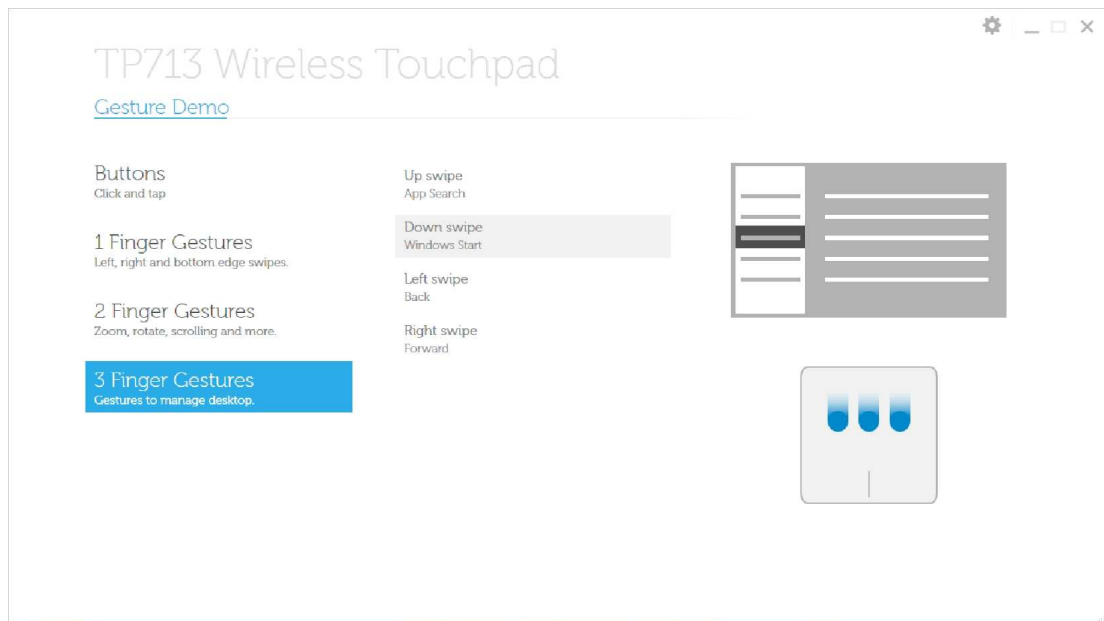 TP713 Wireless Touchpad
Gesture Demo
Buttons
Click and tap
1 Finger Gestures
Left, right and bottom edge swipes.
2 Finger Gestures
Zoom, rotate, scrolling and more.
3 Finger Gestures
Gestures to manage desktop.
Up swipe
App Search
Down swipe
Windows Start
Left swipe
Back
Right swipe
Forward